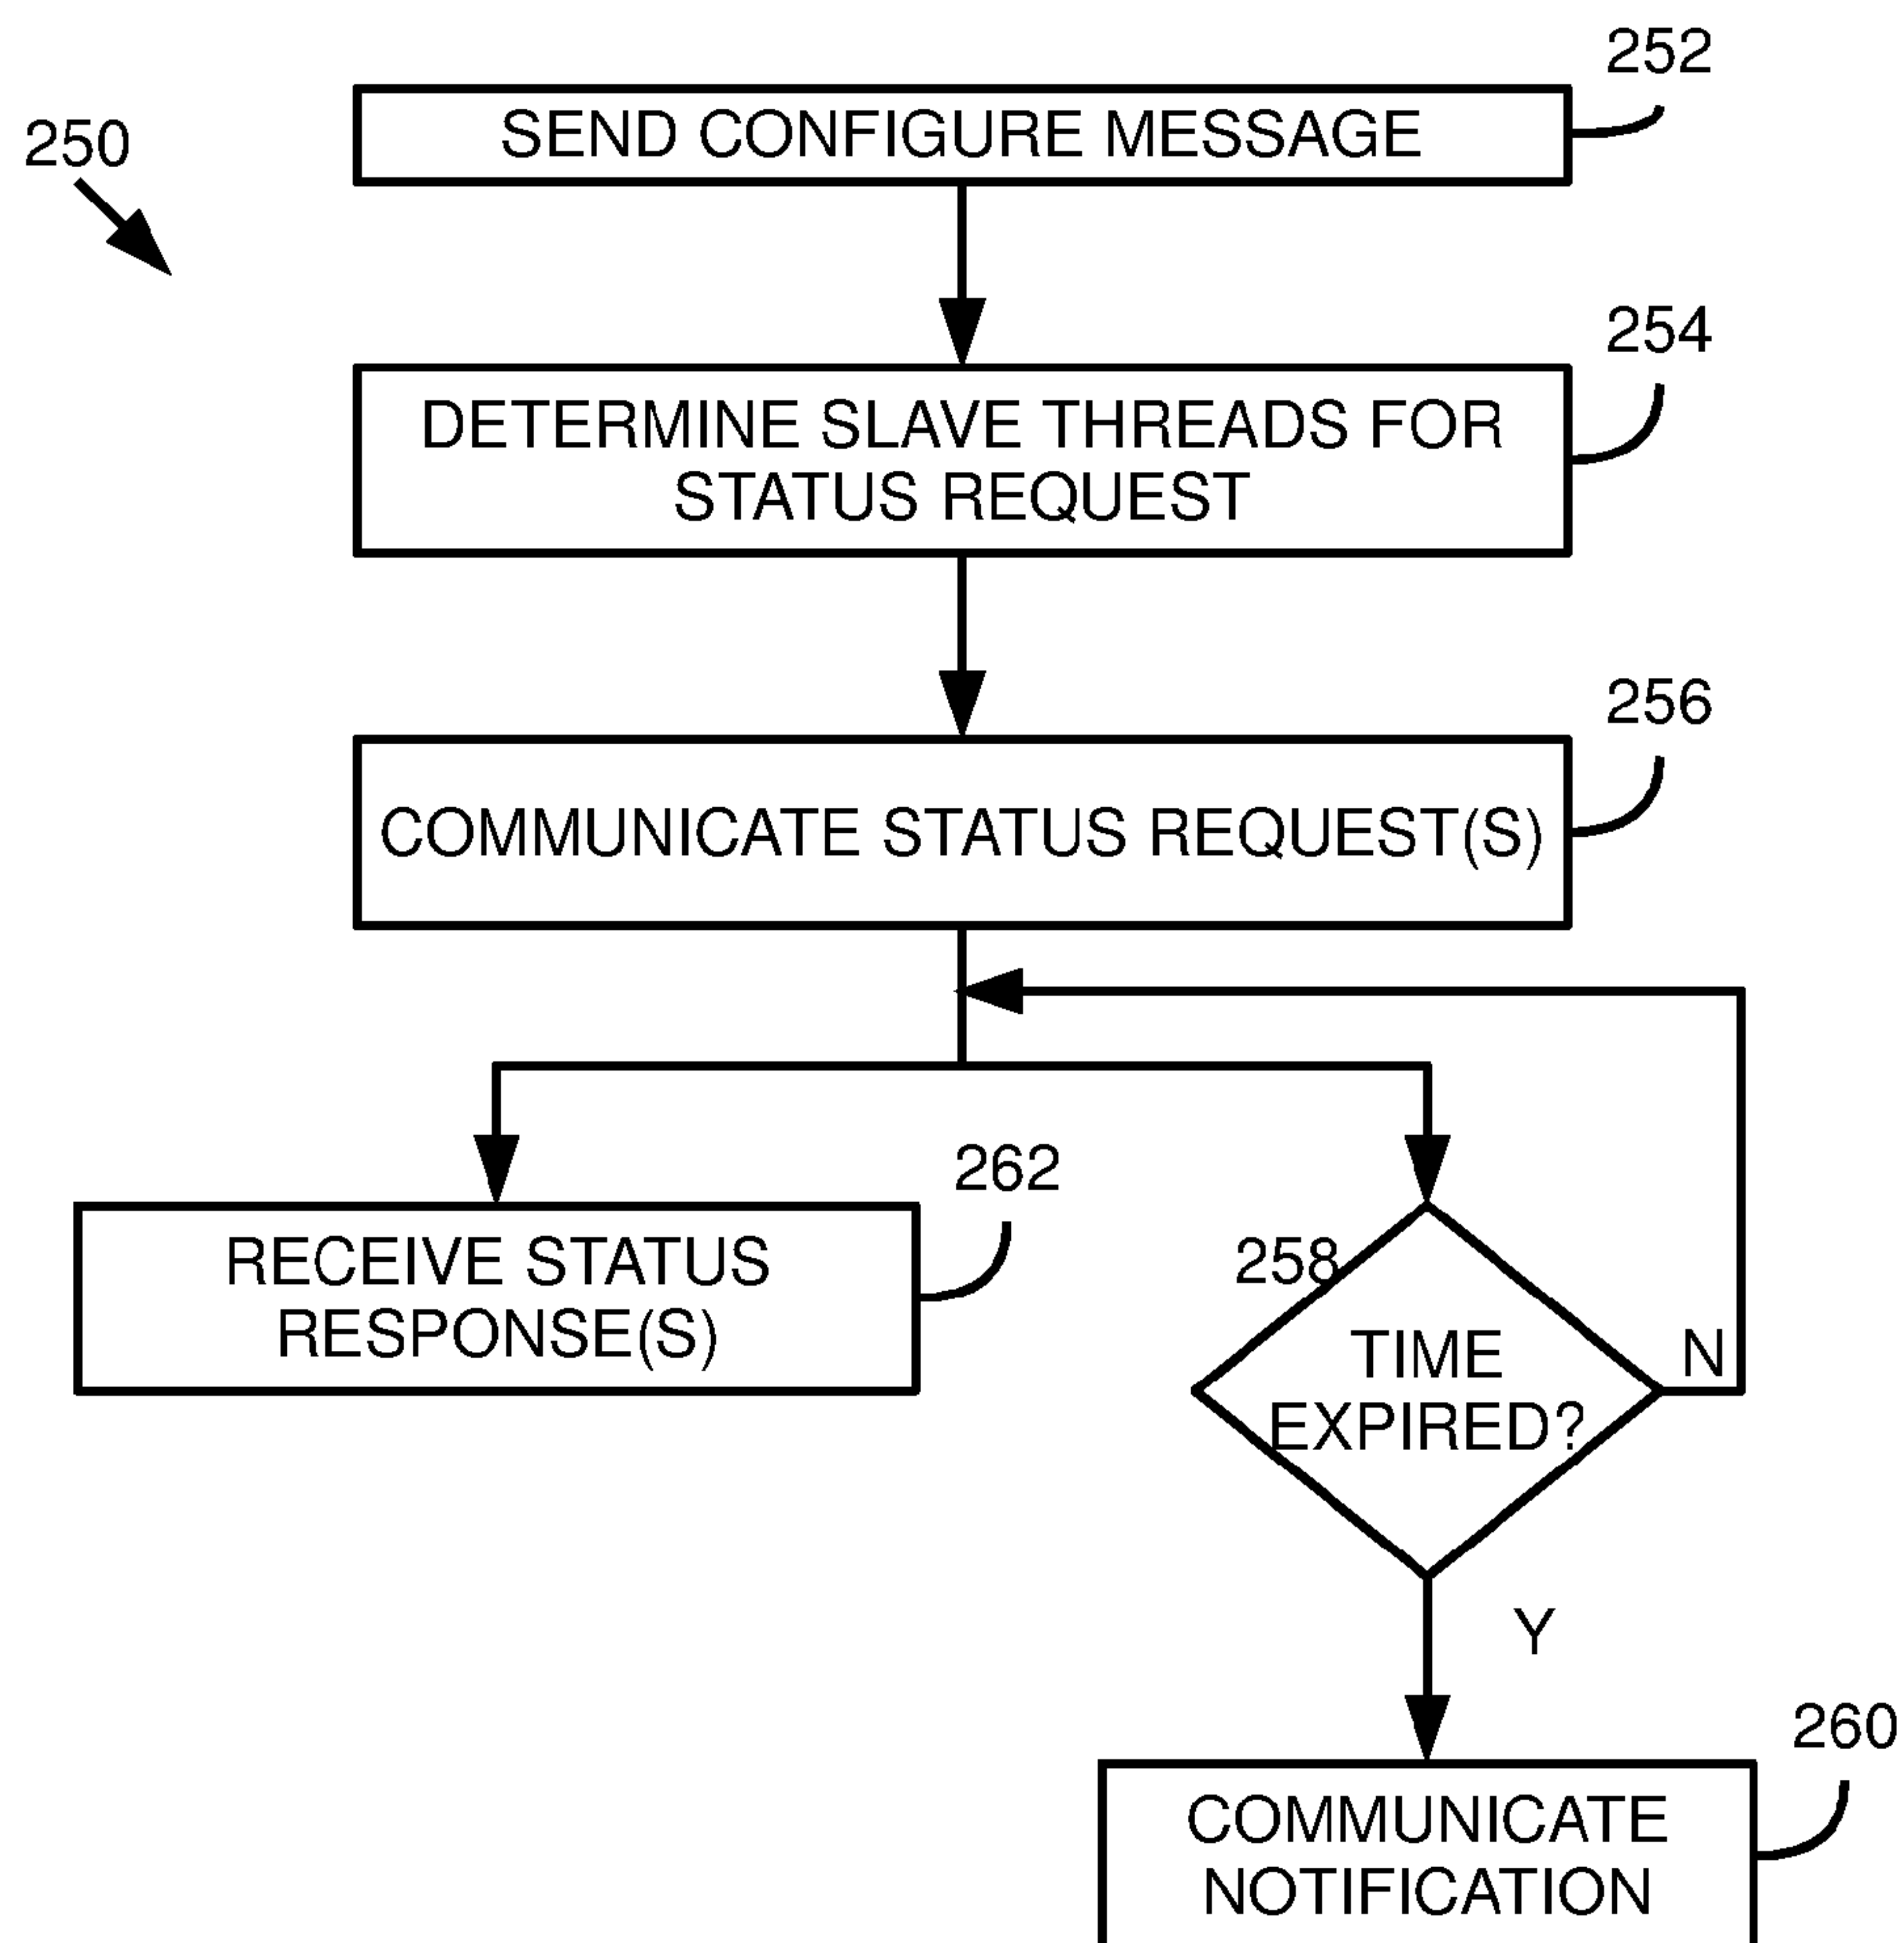 252
250
SEND CONFIGURE MESSAGE
254
DETERMINE SLAVE THREADS FOR
STATUS REQUEST
256
COMMUNICATE STATUS REQUEST(S)
262
RECEIVE STATUS
RESPONSE(S)
258
TIME
EXPIRED?
N
Y
260
COMMUNICATE
NOTIFICATION